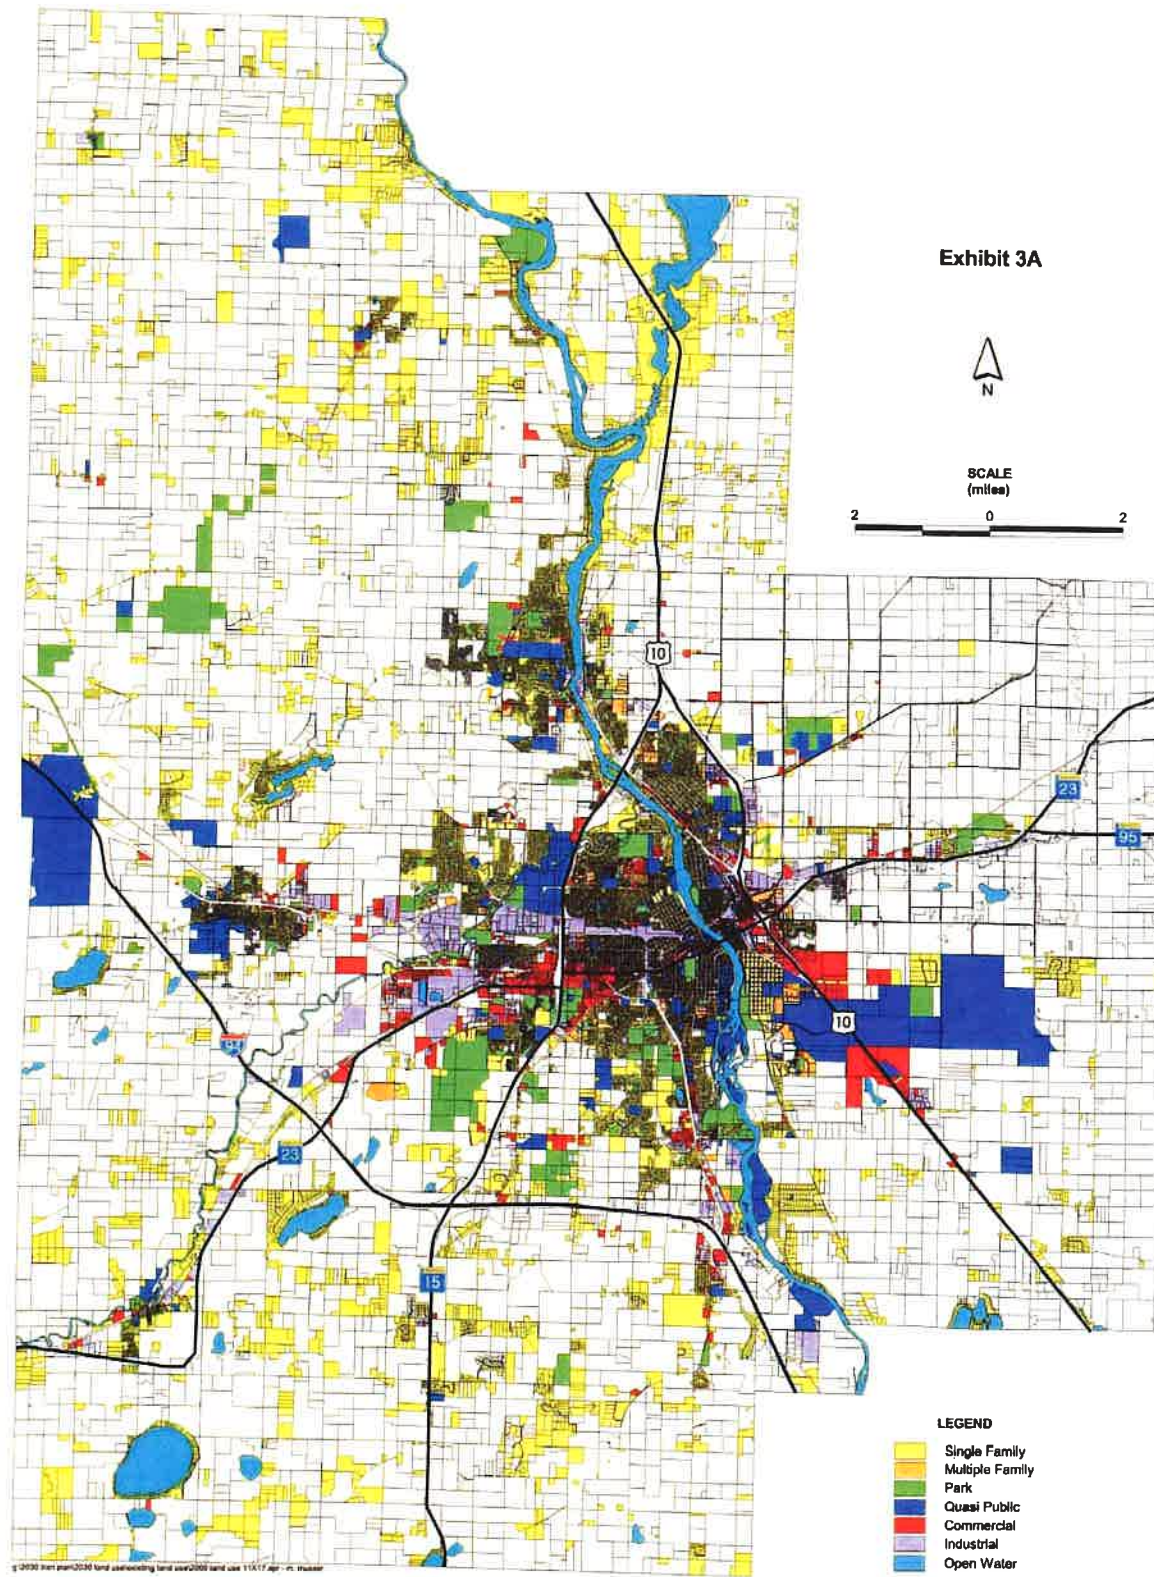 Exhibit 3A
N
SCALE
(miles)
2 0 2
10
23
95
10
94
23
15
LEGEND
Single Family
Multiple Family
Park
Quasi Public
Commercial
Industrial
Open Water